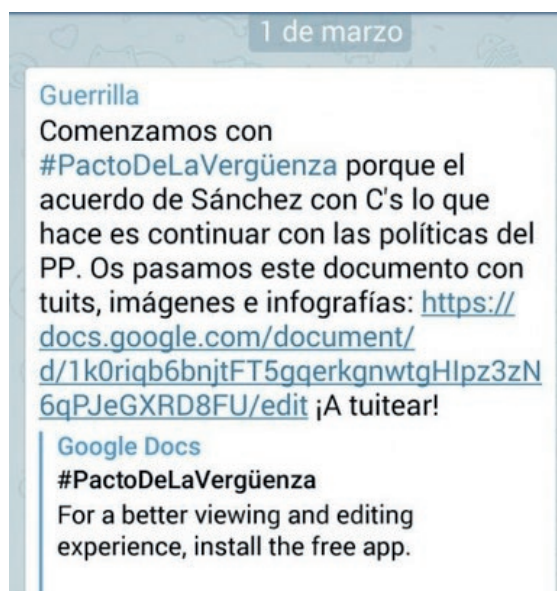 1 de marzo
Guerrilla
Comenzamos con
#PactoDeLaVergüenza porque el
acuerdo de Sánchez con C's lo que
hace es continuar con las políticas del
PP. Os pasamos este documento con
tuits, imágenes e infografías: https://
docs.google.com/document/
d/1k0riqb6bnjtFT5gqerkgnwtgHIpz3zN
6qPJeGXRD8FU/edit ¡A tuitear!
Google Docs
#PactoDeLaVergüenza
For a better viewing and editing
experience, install the free app.